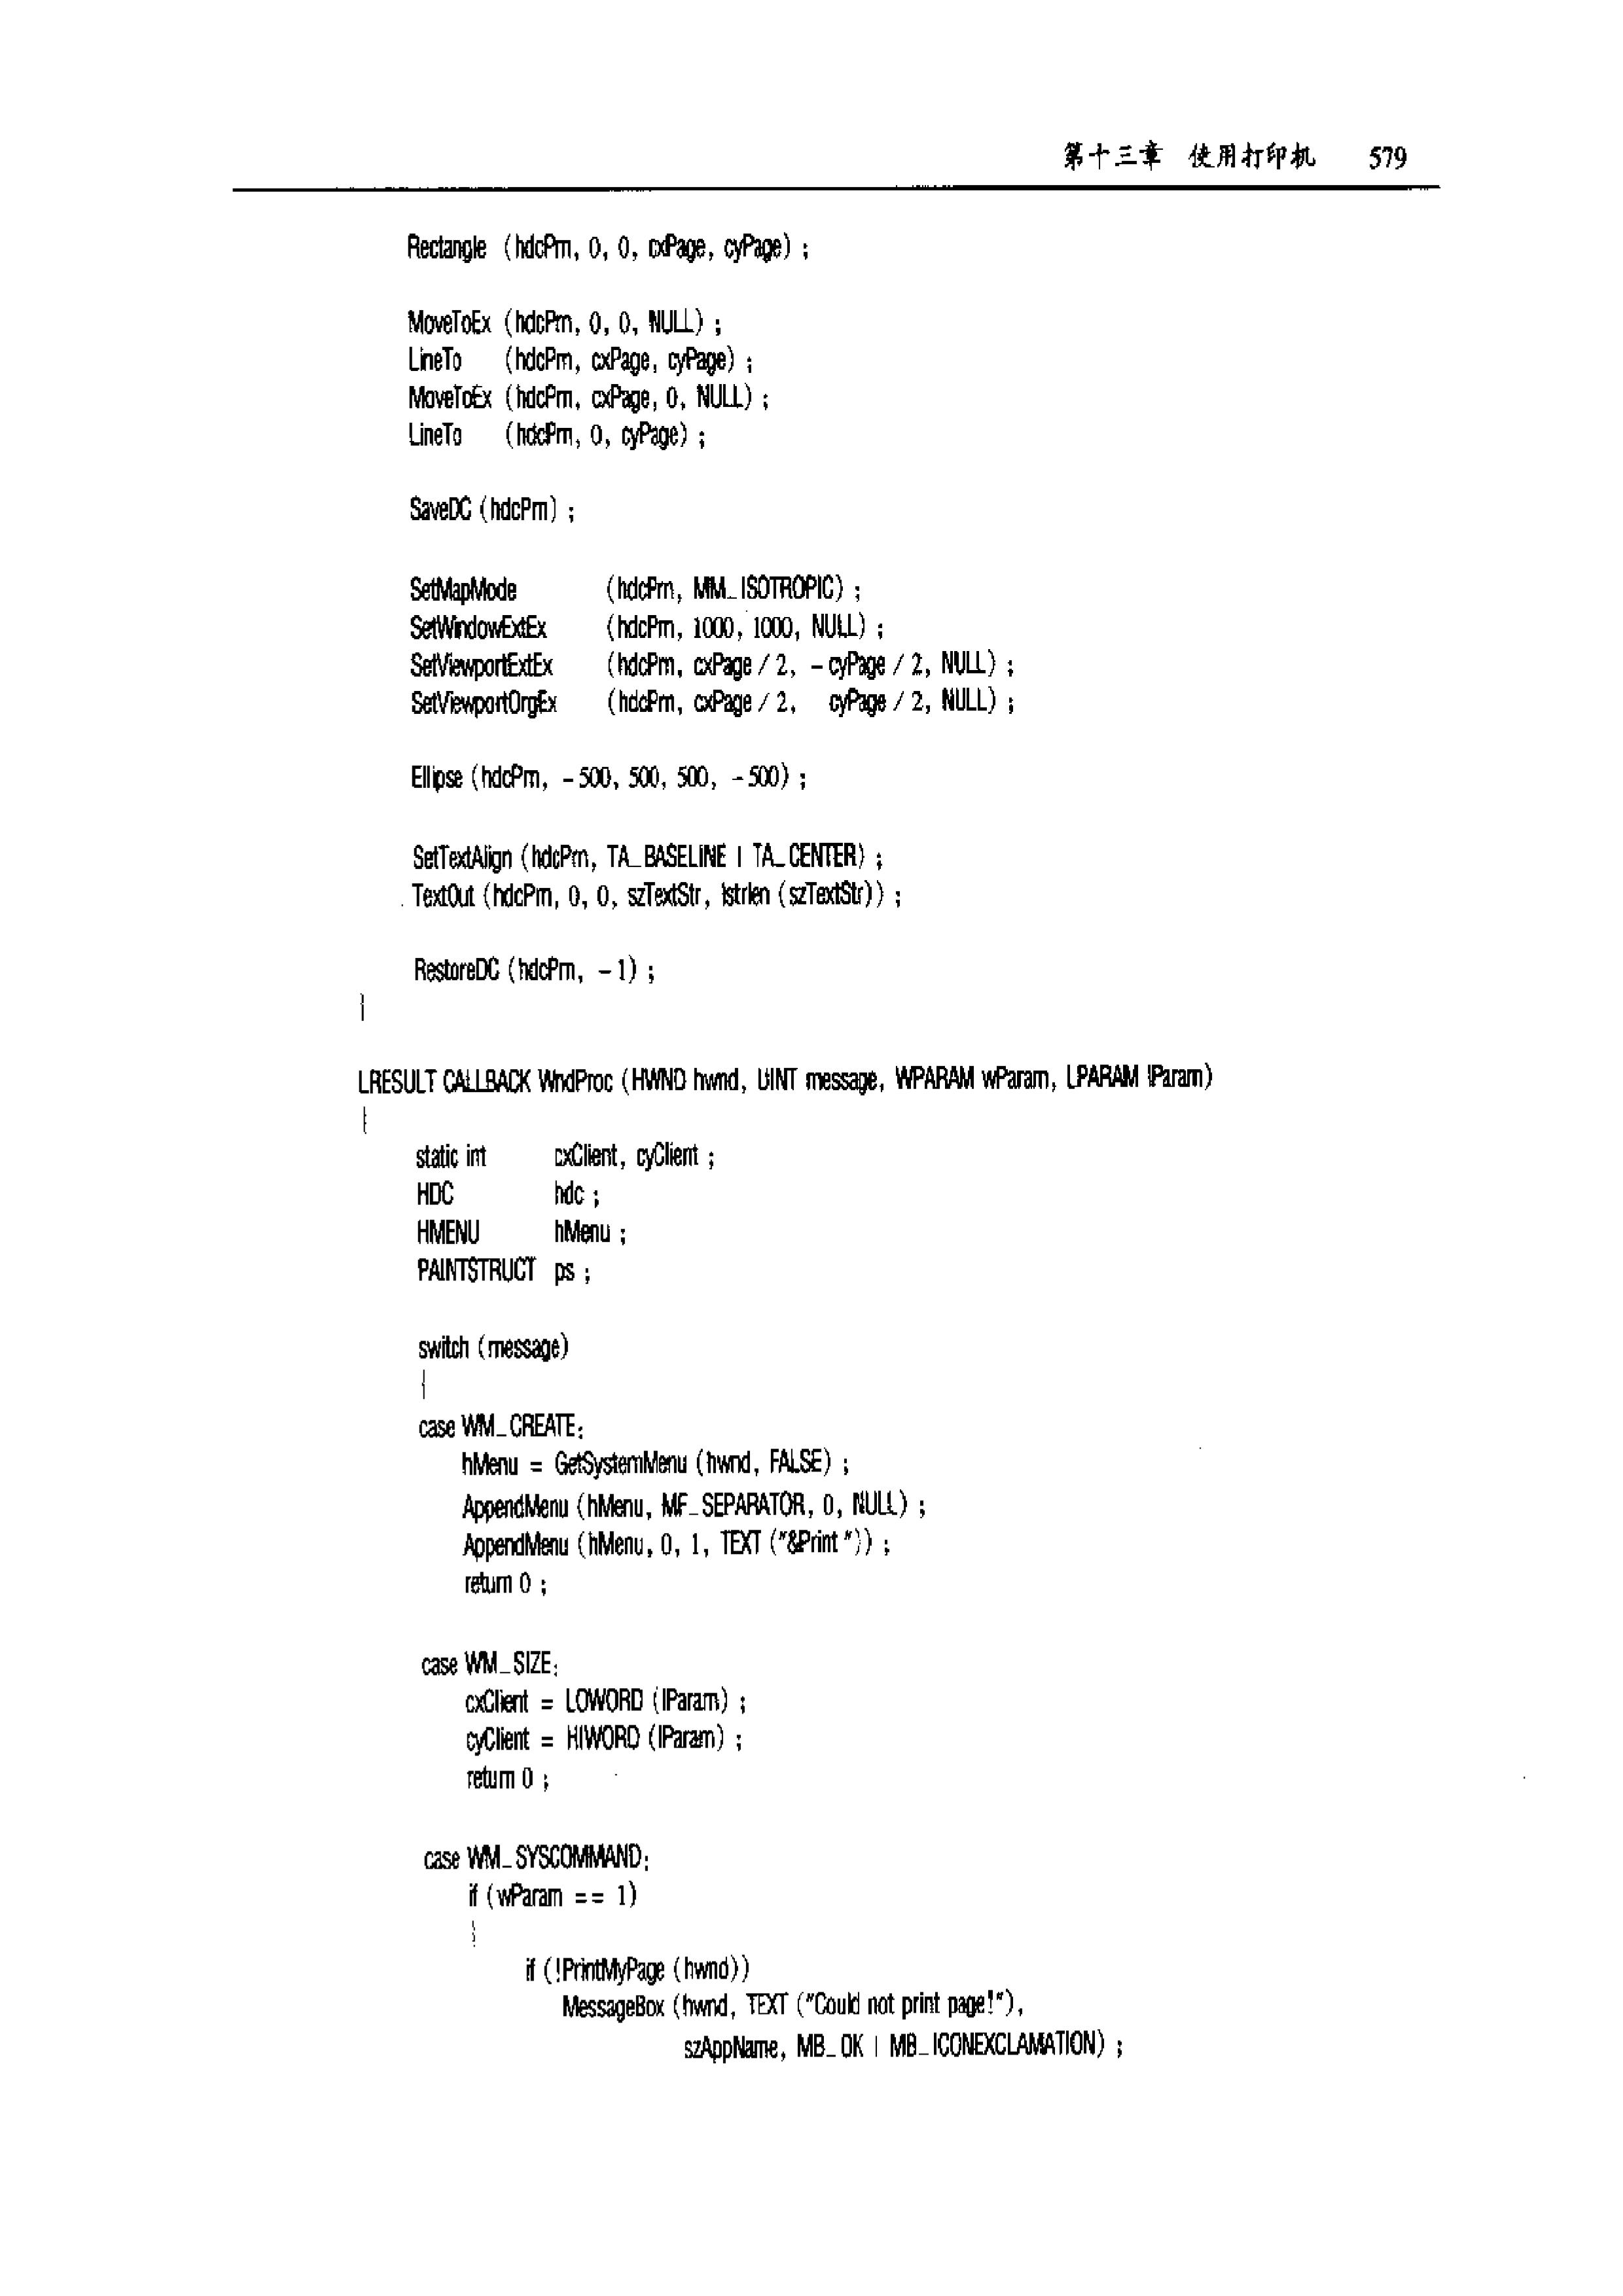 第十三章 使用打印机 579
Rectangle (hdcPrn, 0, 0, cxPage, cyPage) ;
MoveToEx (hdcPrn, 0, 0, NULL) ;
LineTo (hdcPrn, cxPage, cyPage) ;
MoveToEx (hdcPrn, cxPage, 0, NULL) ;
LineTo (hdcPrn, 0, cyPage) ;
SaveDC (hdcPrn) ;
SetMapMode (hdcPrn, MM_ISOTROPIC) ;
SetWindowExtEx (hdcPrn, 1000, 1000, NULL) ;
SetViewportExtEx (hdcPrn, cxPage / 2, -cyPage / 2, NULL) ;
SetViewportOrgEx (hdcPrn, cxPage / 2, cyPage / 2, NULL) ;
Ellipse (hdcPrn, -500, 500, 500, -500) ;
SetTextAlign (hdcPrn, TA_BASELINE | TA_CENTER) ;
TextOut (hdcPrn, 0, 0, szTextStr, lstrlen (szTextStr)) ;
RestoreDC (hdcPrn, -1) ;
}
LRESULT CALLBACK WndProc (HWND hwnd, UINT message, WPARAM wParam, LPARAM lParam)
{
static int cxClient, cyClient ;
HDC hdc ;
HMENU hMenu ;
PAINTSTRUCT ps ;
switch (message)
{
case WM_CREATE:
hMenu = GetSystemMenu (hwnd, FALSE) ;
AppendMenu (hMenu, MF_SEPARATOR, 0, NULL) ;
AppendMenu (hMenu, 0, 1, TEXT ("&Print")) ;
return 0 ;
case WM_SIZE:
cxClient = LOWORD (lParam) ;
cyClient = HIWORD (lParam) ;
return 0 ;
case WM_SYSCOMMAND:
if (wParam == 1)
{
if (!PrintMyPage (hwnd))
MessageBox (hwnd, TEXT ("Could not print page!"),
szAppName, MB_OK | MB_ICONEXCLAMATION) ;